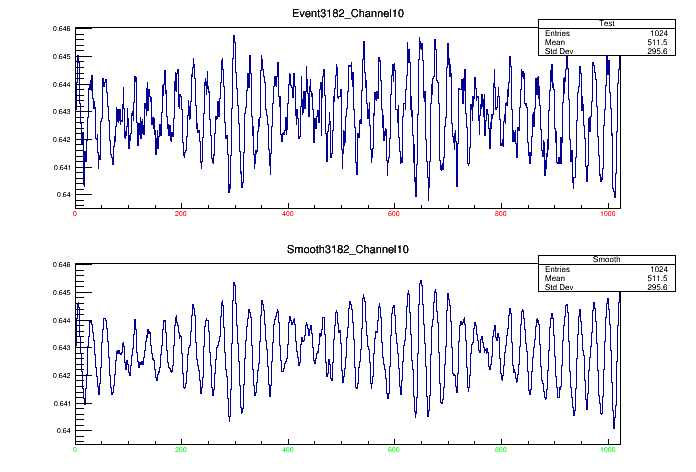 Event3182_Channel10
Test
Entries 1024
Mean 511.5
Std Dev 295.6
0.646
0.645
0.644
0.643
0.642
0.641
0.64
0 200 400 600 800 1000
Smooth3182_Channel10
Smooth
Entries 1024
Mean 511.5
Std Dev 295.6
0.646
0.645
0.644
0.643
0.642
0.641
0.64
0 200 400 600 800 1000